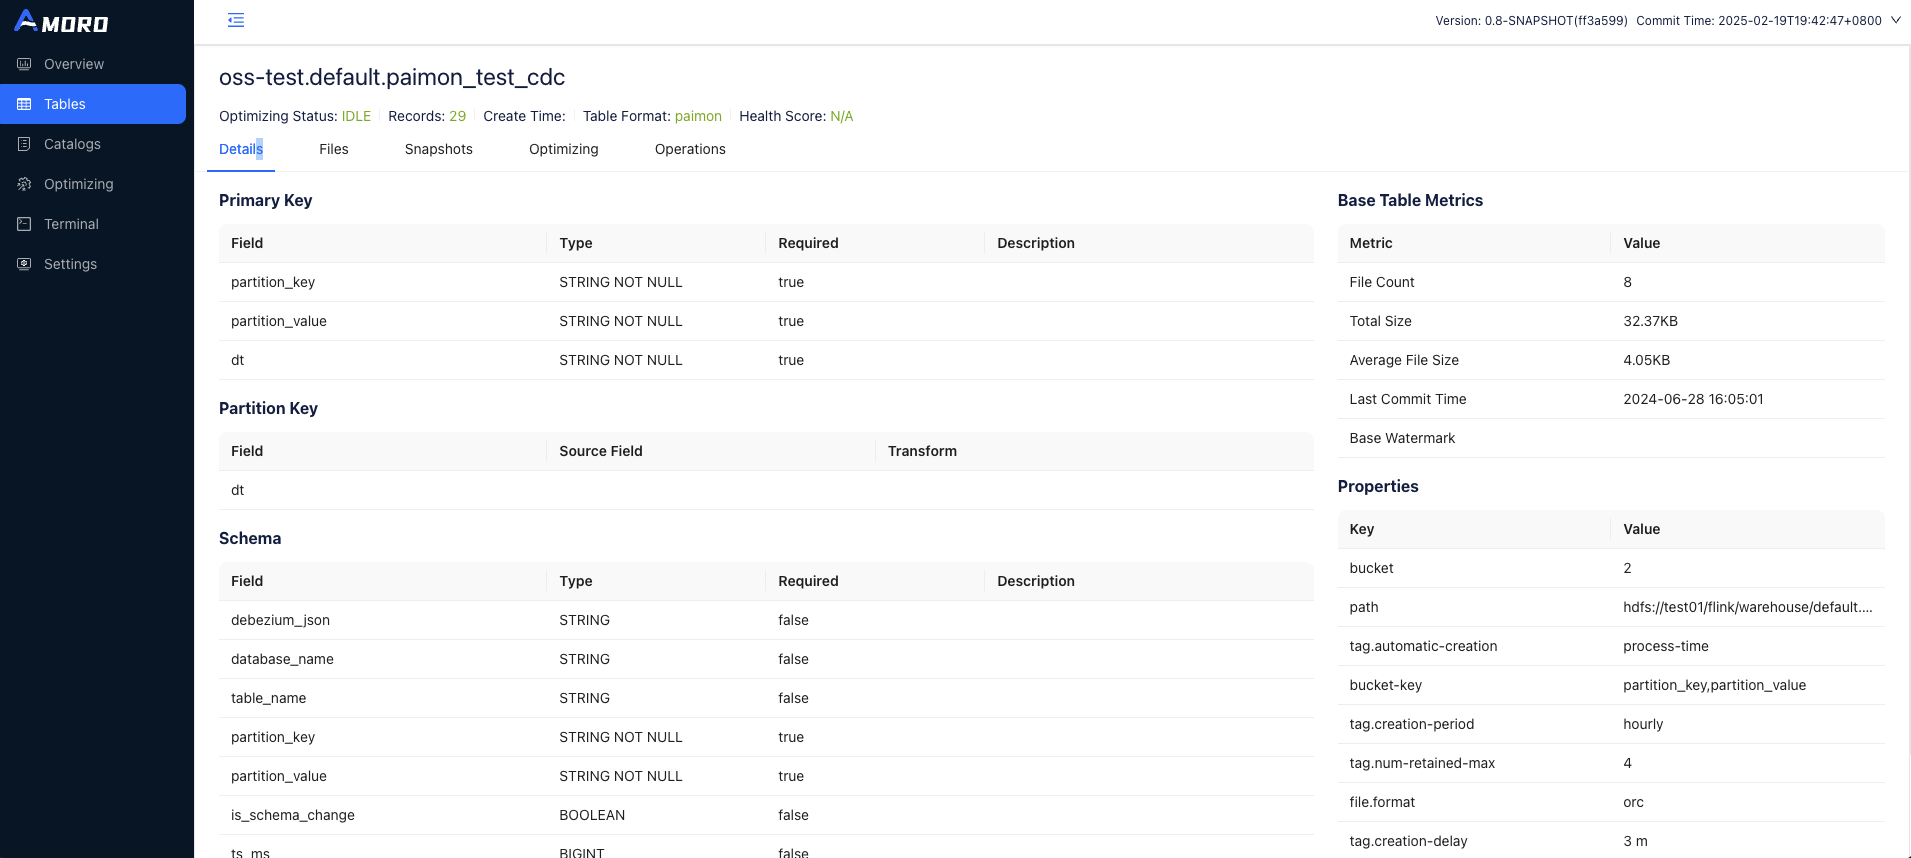 AMORO
Overview
Tables
Catalogs
Optimizing
Terminal
Settings
Version: 0.8-SNAPSHOT(ff3a599) Commit Time: 2025-02-19T19:42:47+0800
oss-test.default.paimon_test_cdc
Optimizing Status: IDLE Records: 29 Create Time: Table Format: paimon Health Score: N/A
Details Files Snapshots Optimizing Operations
Primary Key
Field Type Required Description
partition_key STRING NOT NULL true
partition_value STRING NOT NULL true
dt STRING NOT NULL true
Partition Key
Field Source Field Transform
dt
Schema
Field Type Required Description
debezium_json STRING false
database_name STRING false
table_name STRING false
partition_key STRING NOT NULL true
partition_value STRING NOT NULL true
is_schema_change BOOLEAN false
ts_ms BIGINT false
Base Table Metrics
Metric Value
File Count 8
Total Size 32.37KB
Average File Size 4.05KB
Last Commit Time 2024-06-28 16:05:01
Base Watermark
Properties
Key Value
bucket 2
path hdfs://test01/flink/warehouse/default....
tag.automatic-creation process-time
bucket-key partition_key,partition_value
tag.creation-period hourly
tag.num-retained-max 4
file.format orc
tag.creation-delay 3 m